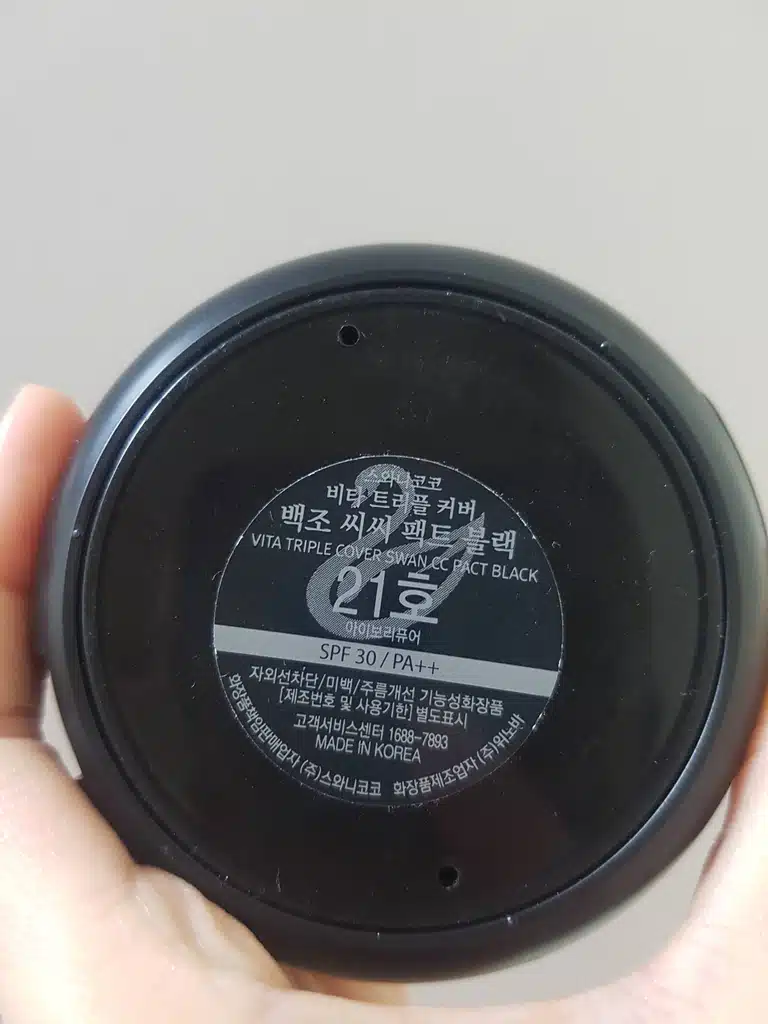 스와니코코
비타 트리플 커버
백조 씨씨 팩트 블랙
VITA TRIPLE COVER SWAN CC PACT BLACK
21호
아이보리퓨어
SPF 30 / PA++
자외선차단/미백/주름개선 기능성화장품
[제조번호 및 사용기한] 별도표시
고객서비스센터 1688-7893
MADE IN KOREA
화장품책임판매업자 (주)스와니코코 화장품제조업자 (주)위노바